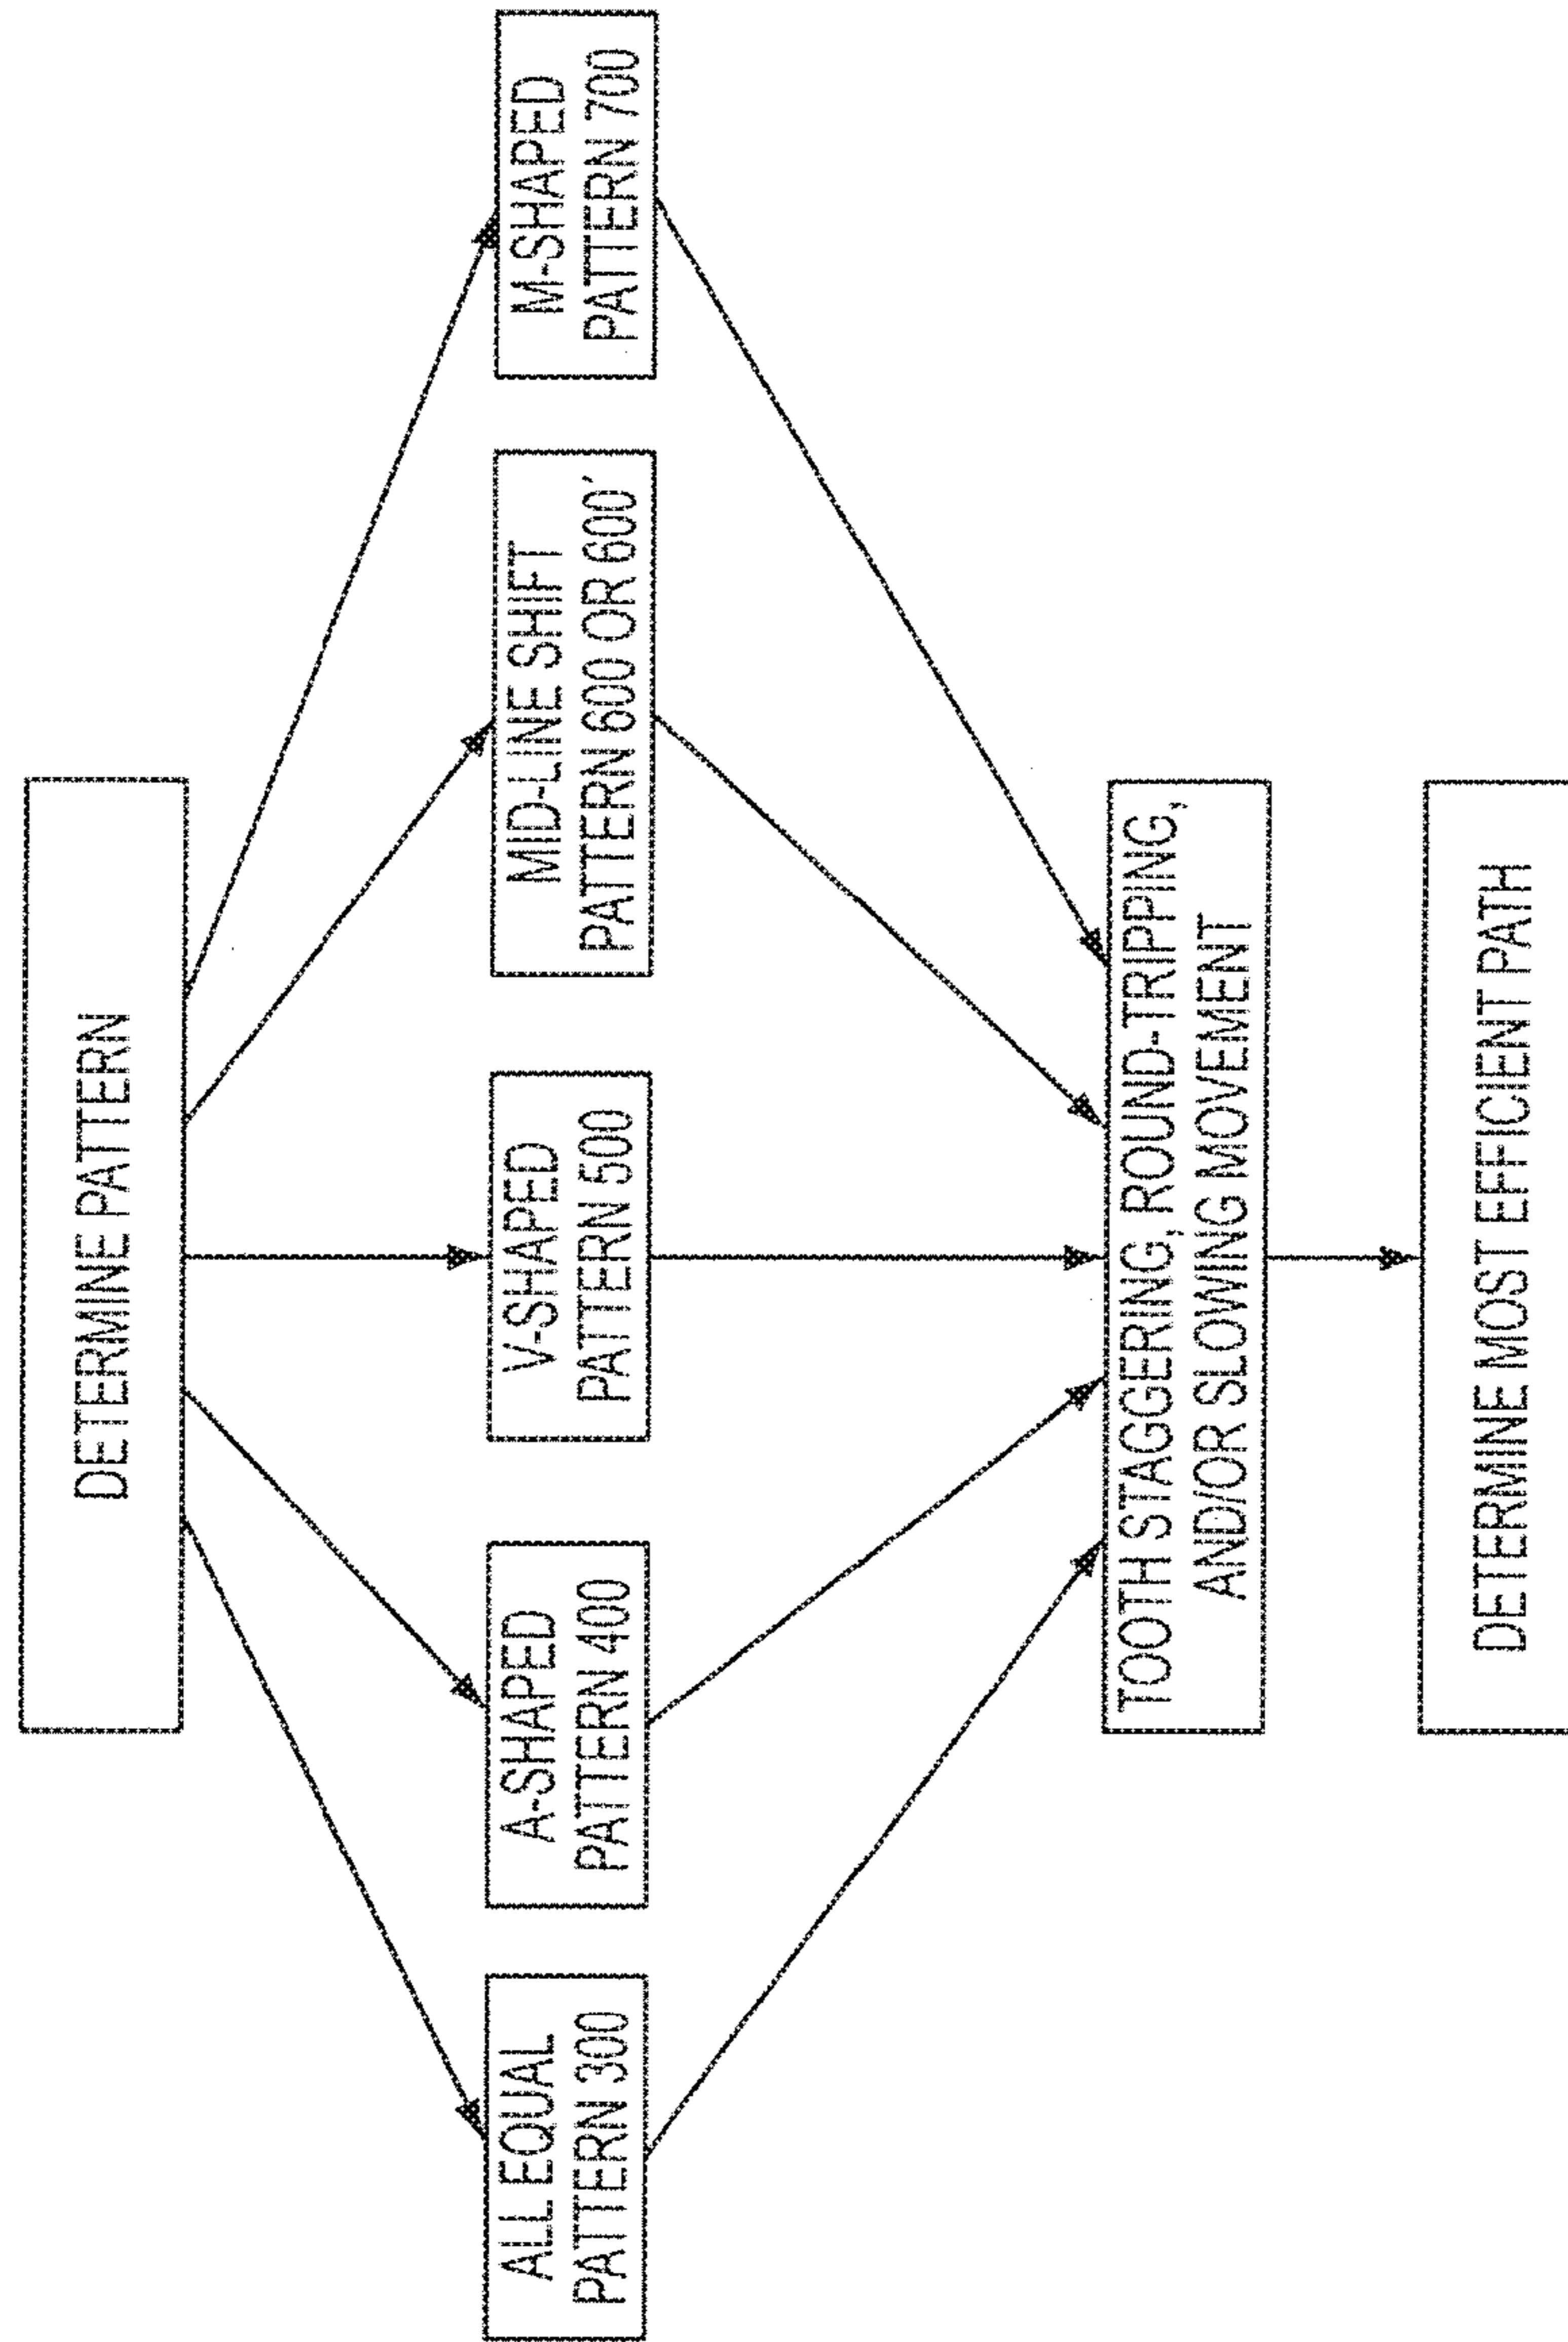 DETERMINE PATTERN
ALL EQUAL
PATTERN 300
A-SHAPED
PATTERN 400
V-SHAPED
PATTERN 500
MID-LINE SHIFT
PATTERN 600 OR 600'
M-SHAPED
PATTERN 700
TOOTH STAGGERING, ROUND-TRIPPING,
AND/OR SLOWING MOVEMENT
DETERMINE MOST EFFICIENT PATH